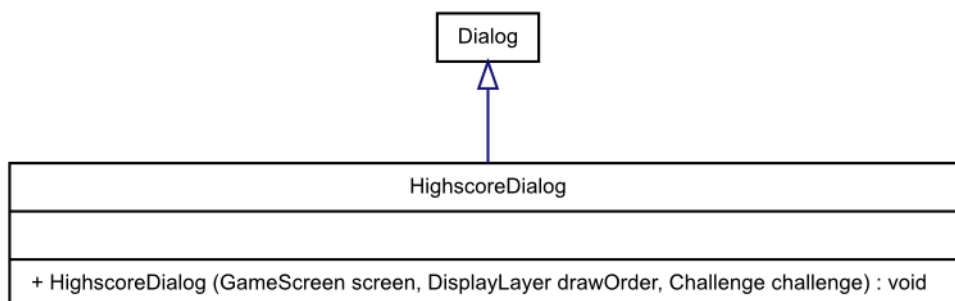 Dialog
HighscoreDialog
+ HighscoreDialog (GameScreen screen, DisplayLayer drawOrder, Challenge challenge) : void